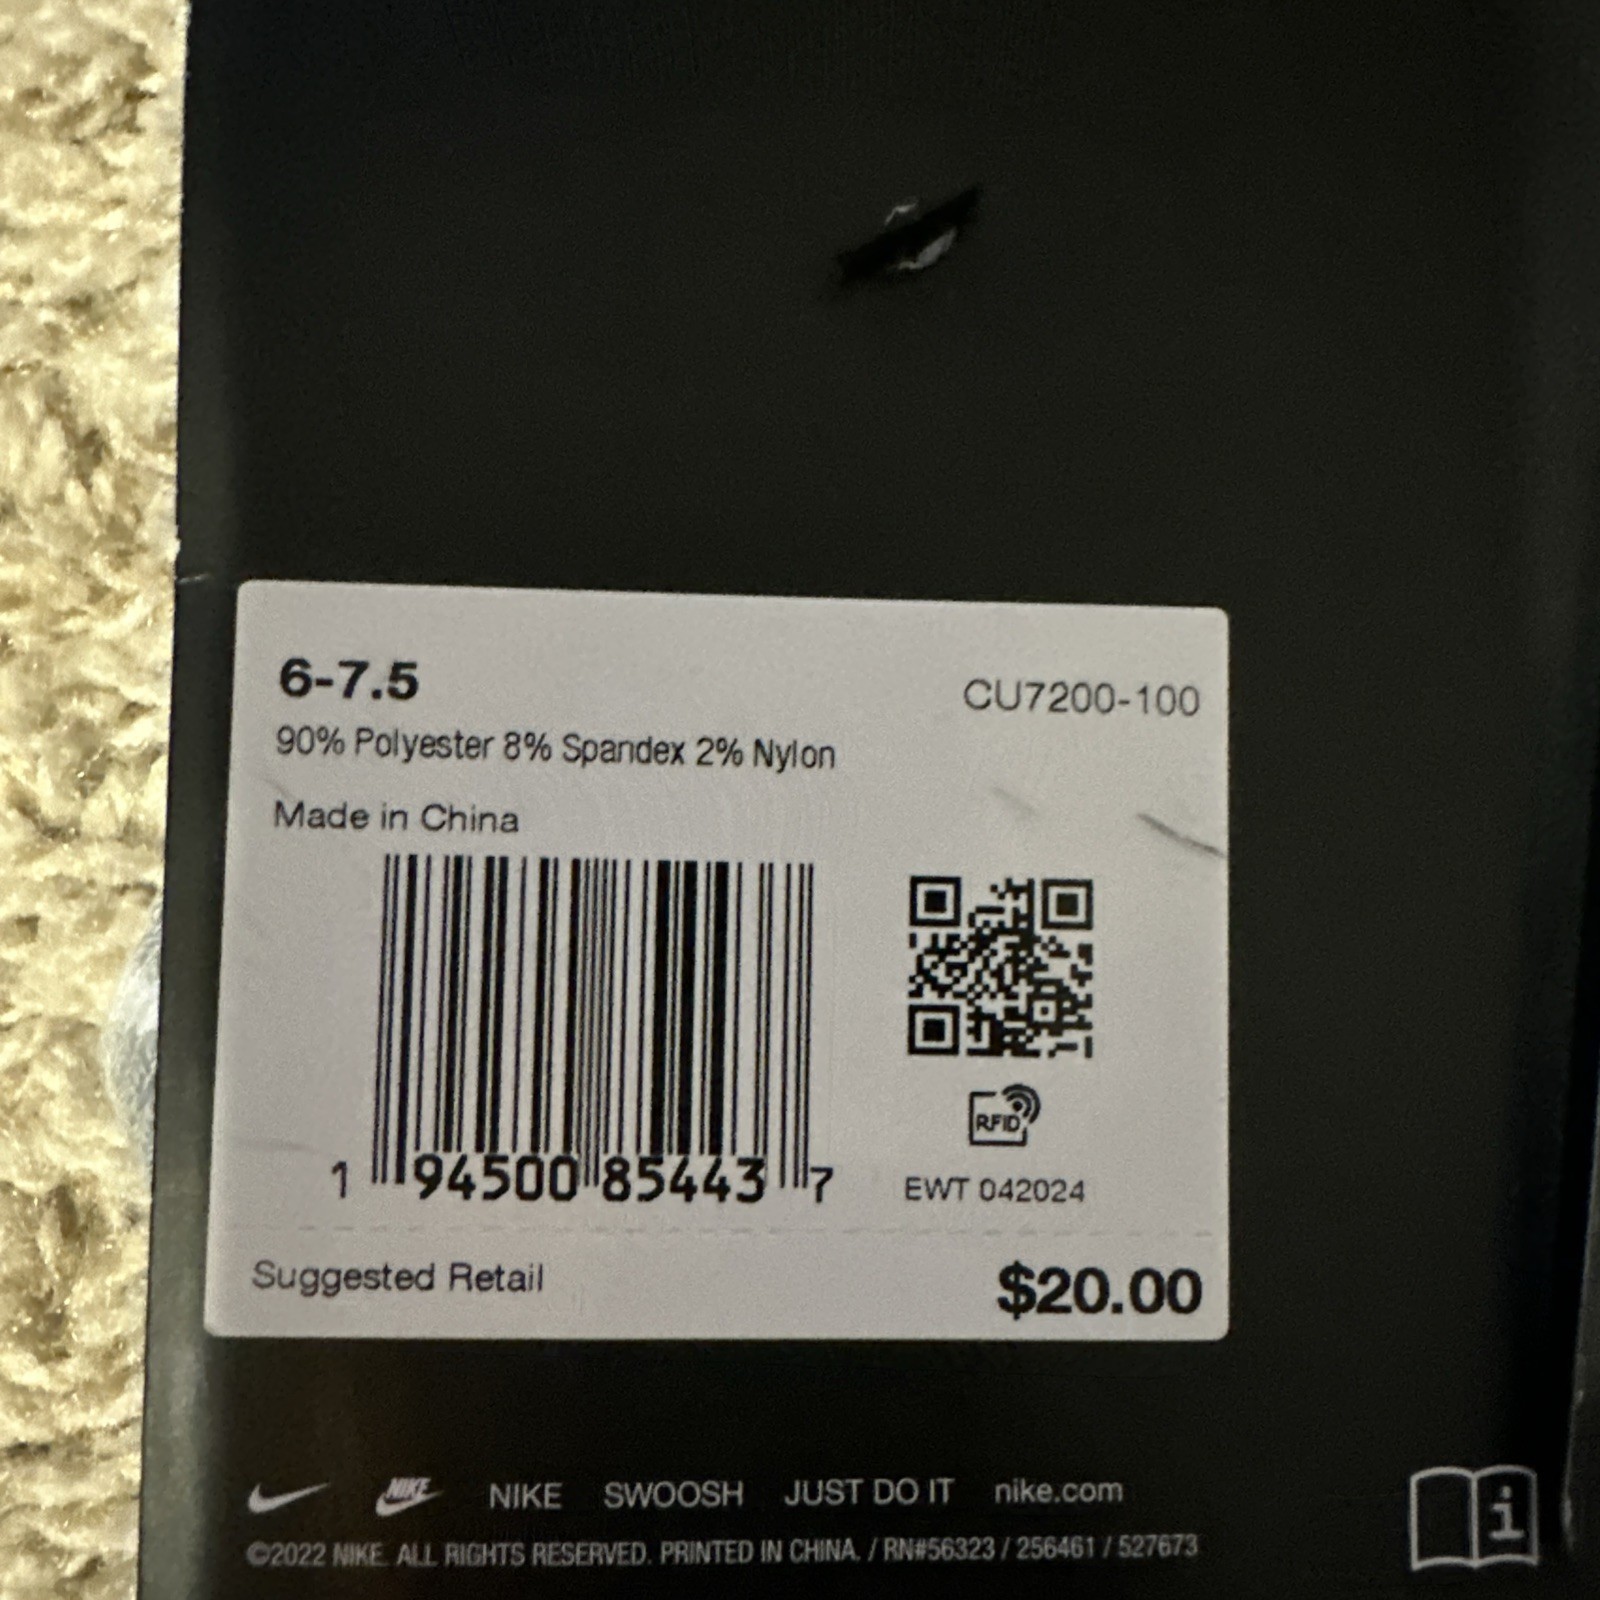 6-7.5
CU7200-100
90% Polyester 8% Spandex 2% Nylon
Made in China
RFID
1 94500 85443 7
EWT 042024
Suggested Retail
$20.00
NIKE NIKE SWOOSH JUST DO IT nike.com
©2022 NIKE. ALL RIGHTS RESERVED. PRINTED IN CHINA. / RN#56323 / 256461 / 527673
i